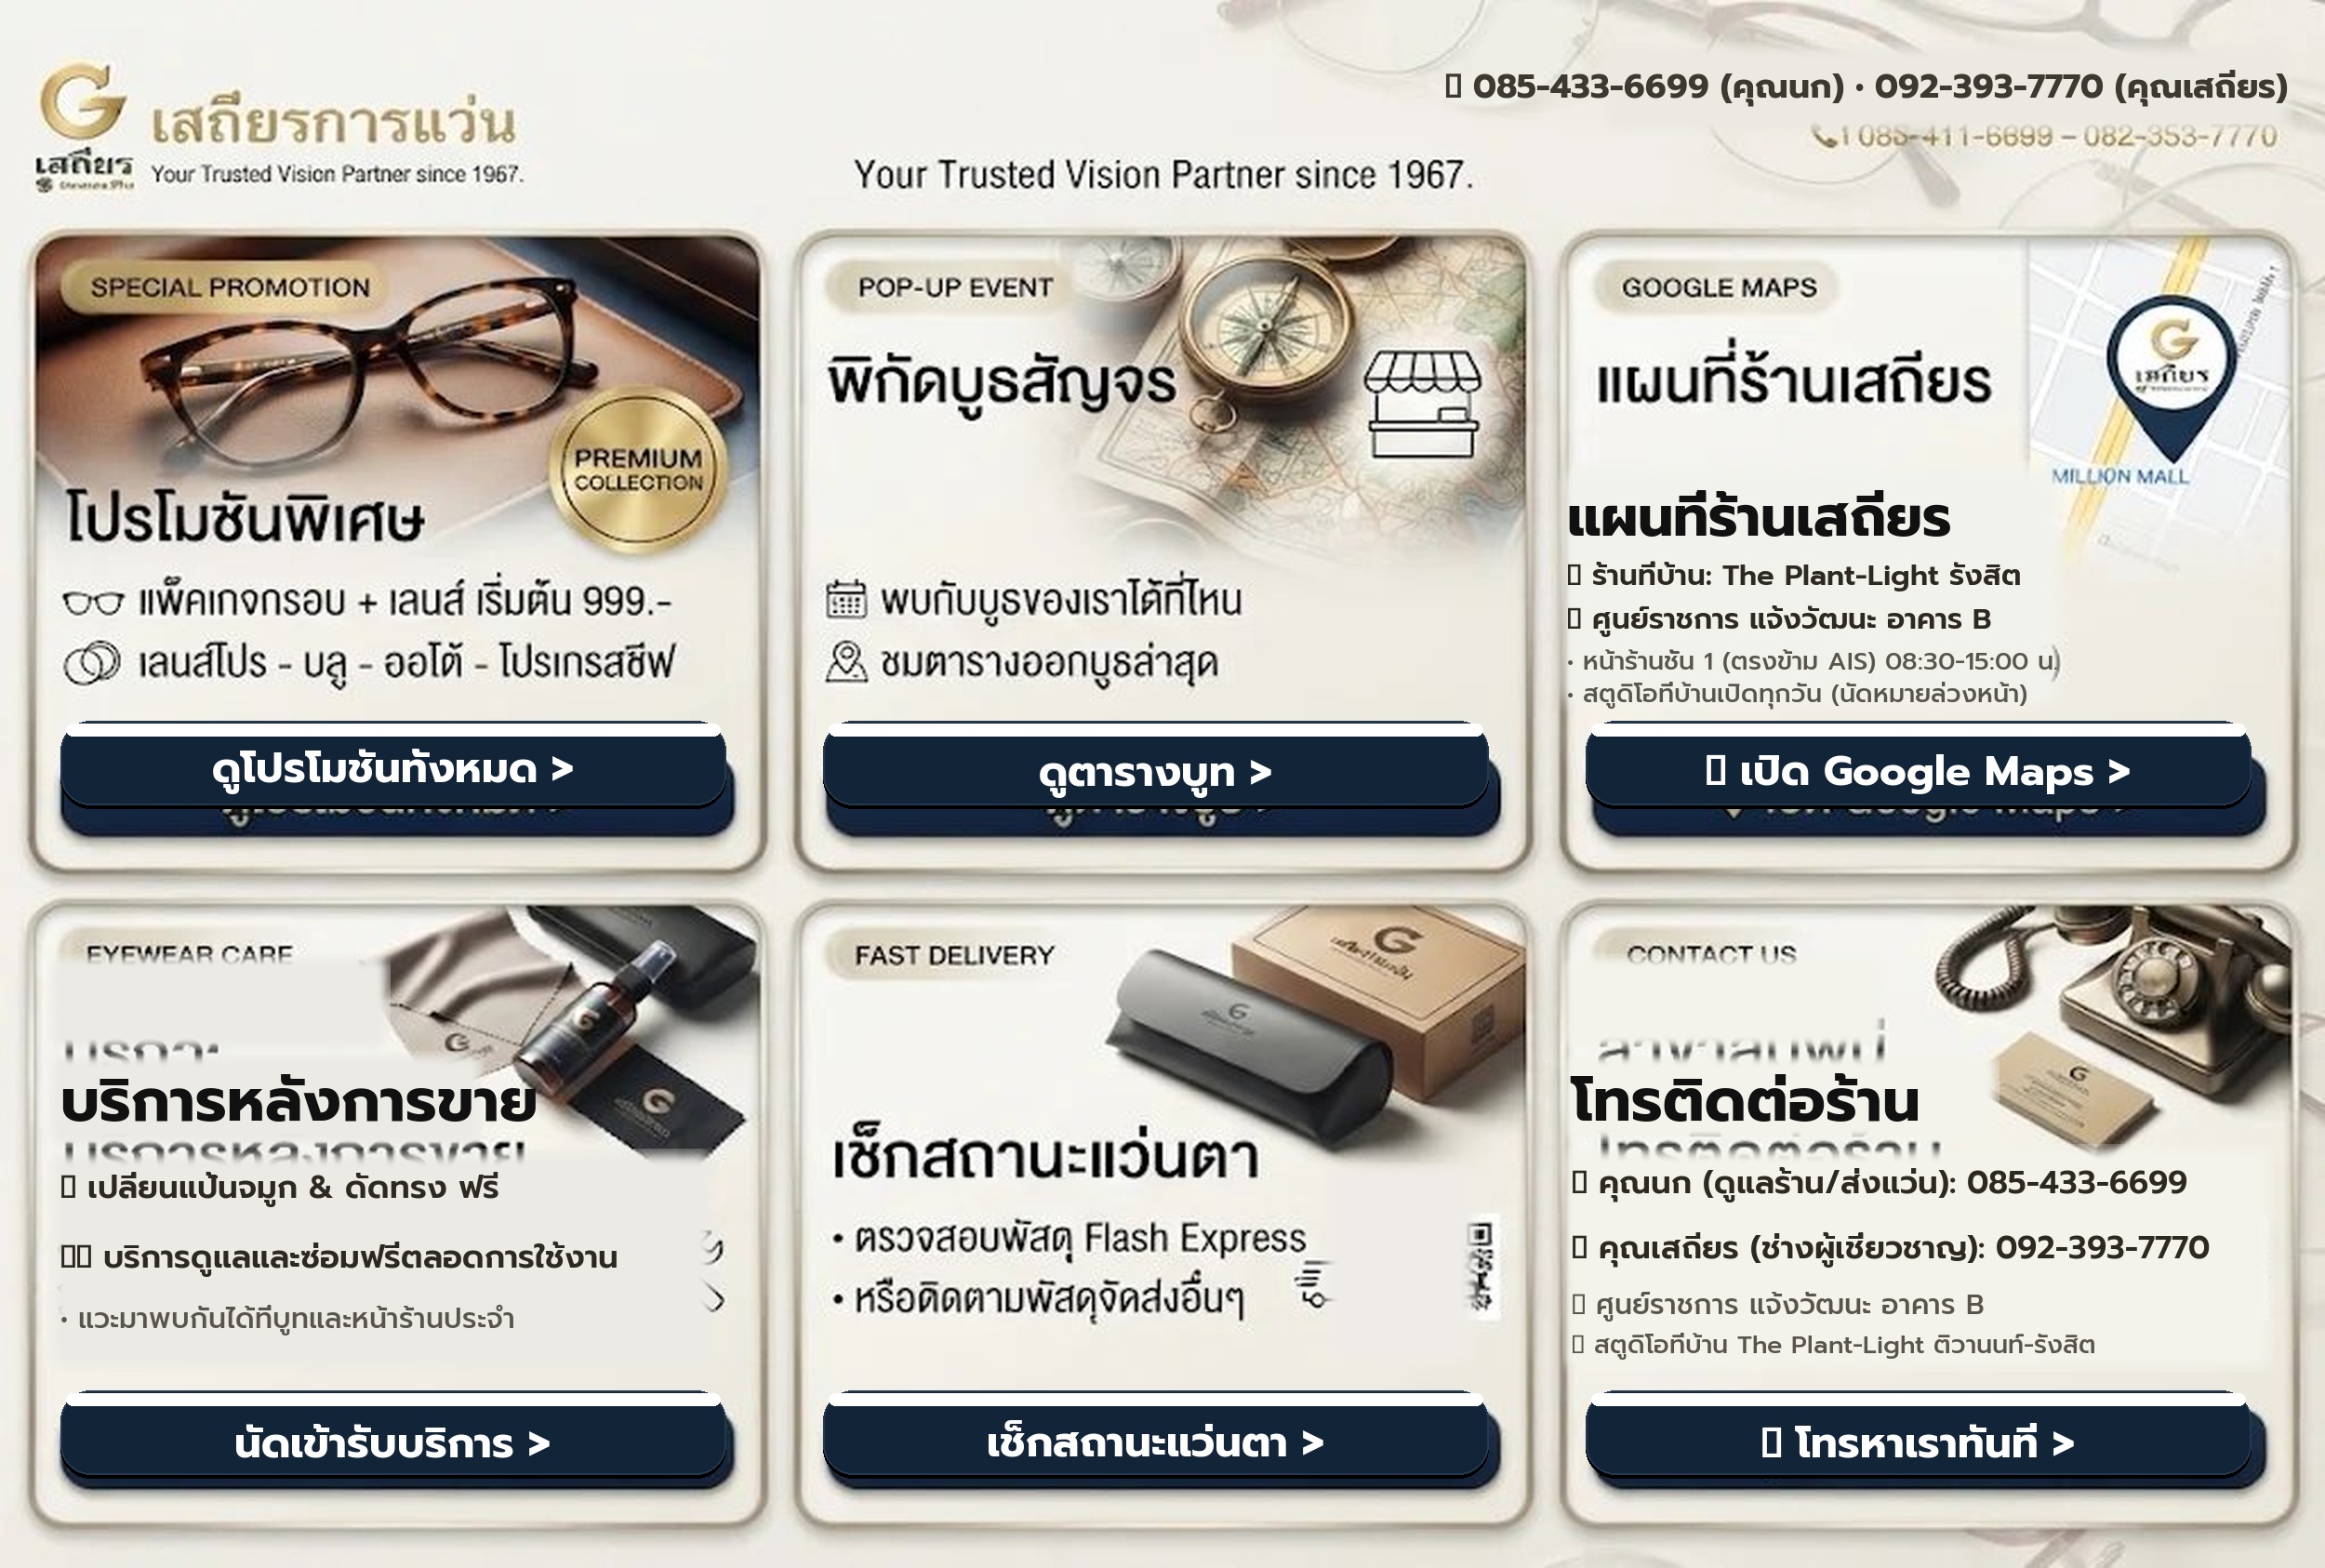 085-433-6699 (คุณนก) • 092-393-7770 (คุณเสถียร)
1 085-411-6699 – 082-353-7770
G
เสถียร
เสถียรการแว่น
Your Trusted Vision Partner since 1967.
Your Trusted Vision Partner since 1967.
SPECIAL PROMOTION
PREMIUM
COLLECTION
โปรโมชันพิเศษ
แพ็คเกจกรอบ + เลนส์ เริ่มต้น 999.-
เลนส์โปร - บลู - ออโต้ - โปรเกรสซีฟ
ดูโปรโมชันทั้งหมด >
POP-UP EVENT
พิกัดบูธสัญจร
พบกับบูธของเราได้ที่ไหน
ชมตารางออกบูธล่าสุด
ดูตารางบูท >
GOOGLE MAPS
แผนที่ร้านเสถียร
G
เสถียร
MILLION MALL
แผนที่ร้านเสถียร
ร้านที่บ้าน: The Plant-Light รังสิต
ศูนย์ราชการ แจ้งวัฒนะ อาคาร B
• หน้าร้านชั้น 1 (ตรงข้าม AIS) 08:30-15:00 น.)
• สตูดิโอที่บ้านเปิดทุกวัน (นัดหมายล่วงหน้า)
เปิด Google Maps >
EYEWEAR CARE
G
G
G
บริการหลังการขาย
เปลี่ยนแป้นจมูก & ดัดทรง ฟรี
บริการดูแลและซ่อมฟรีตลอดการใช้งาน
• แวะมาพบกันได้ที่บูทและหน้าร้านประจำ
นัดเข้ารับบริการ >
FAST DELIVERY
G
G
เช็กสถานะแว่นตา
• ตรวจสอบพัสดุ Flash Express
• หรือติดตามพัสดุจัดส่งอื่นๆ
เช็กสถานะแว่นตา >
CONTACT US
G
โทรติดต่อร้าน
คุณนก (ดูแลร้าน/ส่งแว่น): 085-433-6699
คุณเสถียร (ช่างผู้เชี่ยวชาญ): 092-393-7770
ศูนย์ราชการ แจ้งวัฒนะ อาคาร B
สตูดิโอที่บ้าน The Plant-Light ติวานนท์-รังสิต
โทรหาเราทันที >